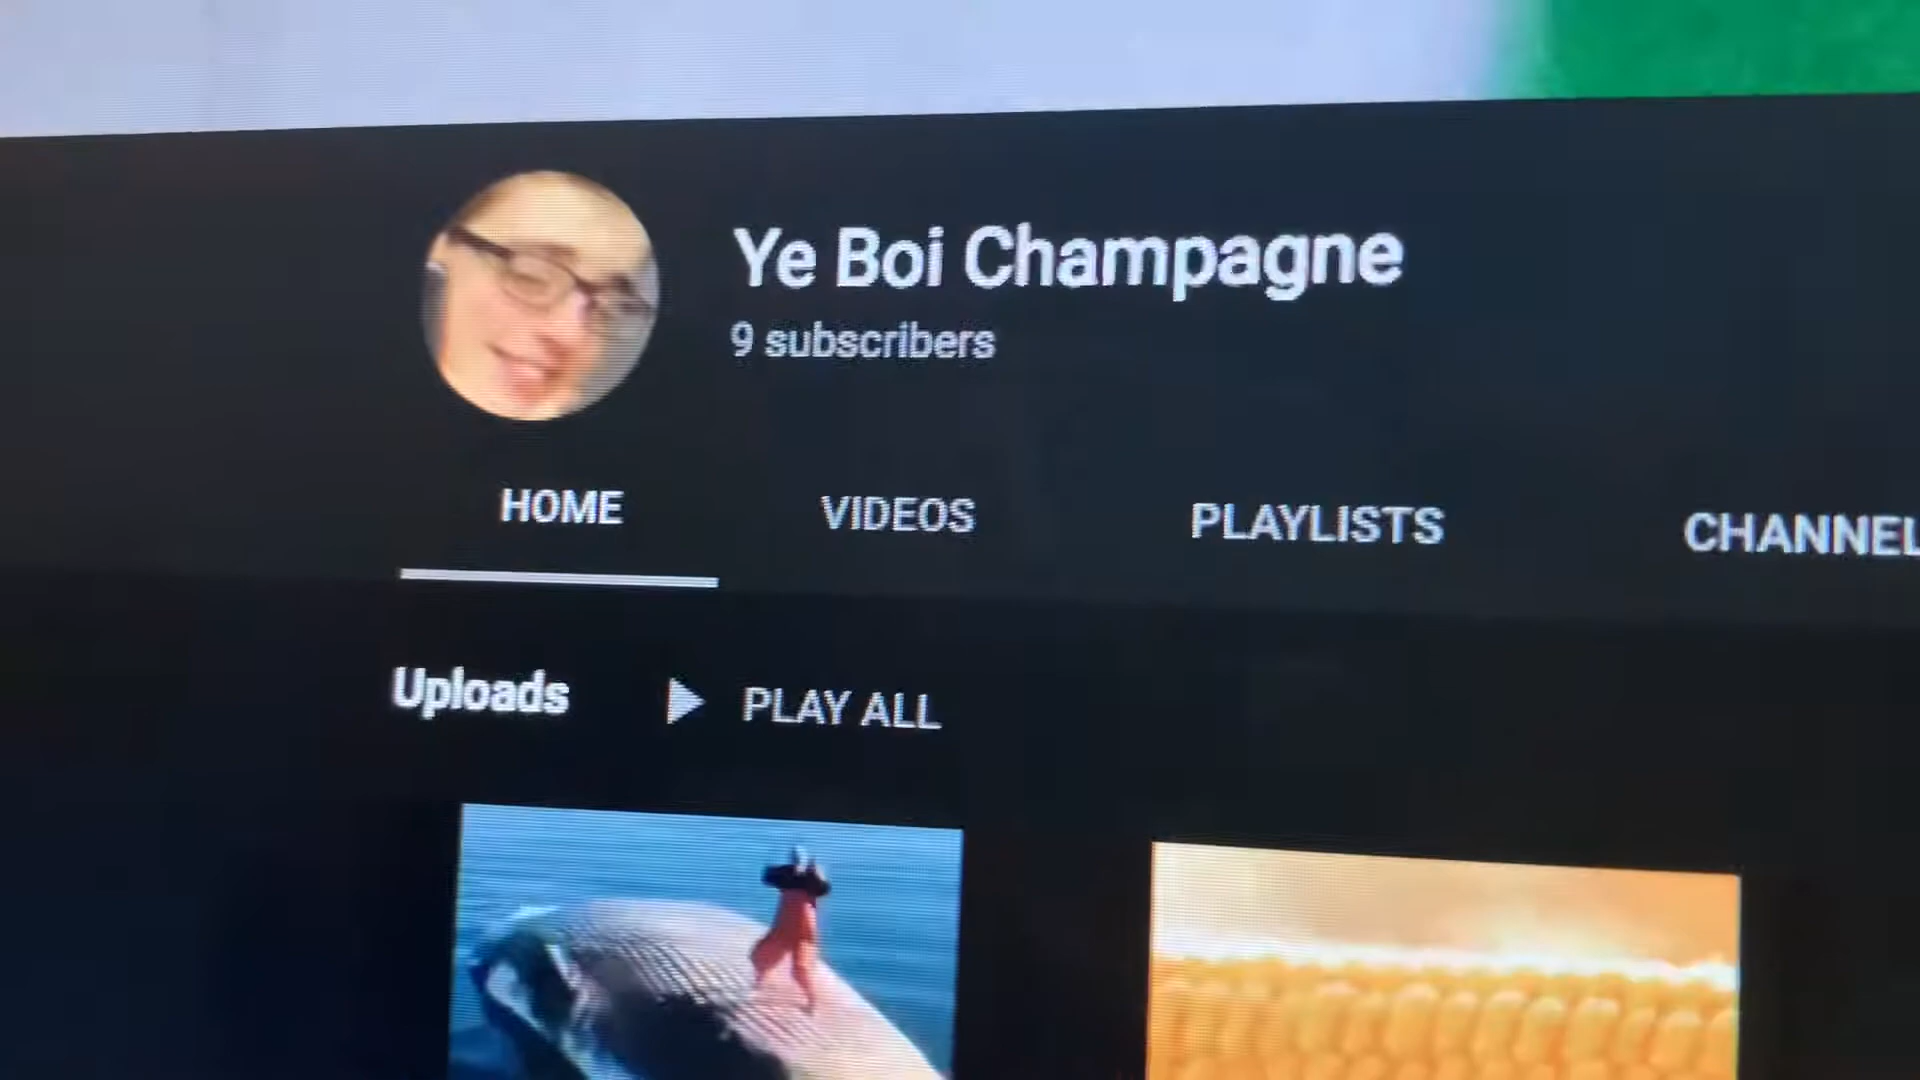 Ye Boi Champagne
9 subscribers
HOME VIDEOS PLAYLISTS CHANNEL
Uploads PLAY ALL